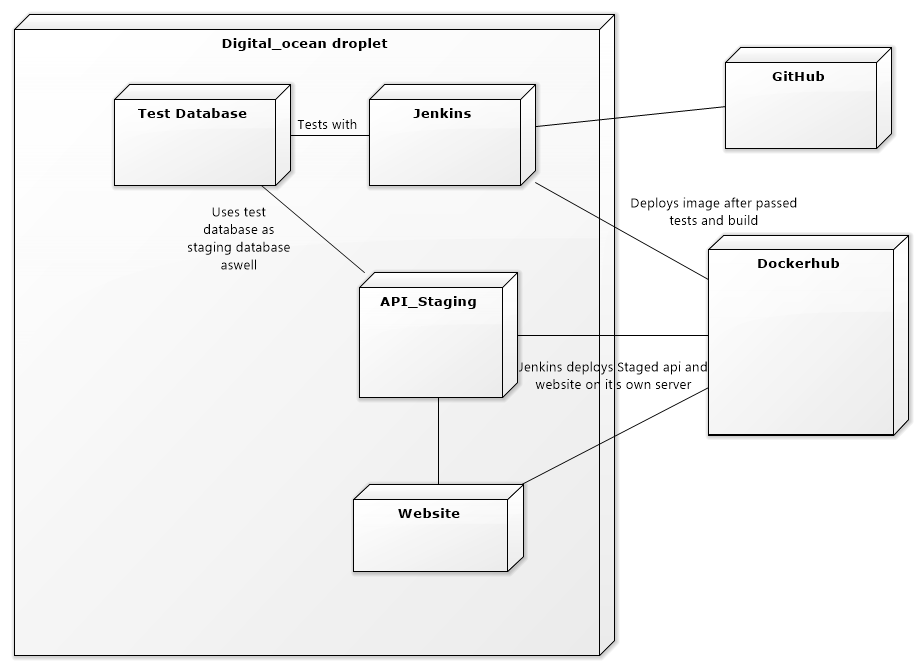 Digital_ocean droplet
GitHub
Test Database
Tests with
Jenkins
Uses test
database as
staging database
aswell
Deploys image after passed
tests and build
Dockerhub
API_Staging
Jenkins deploys Staged api and
website on it's own server
Website